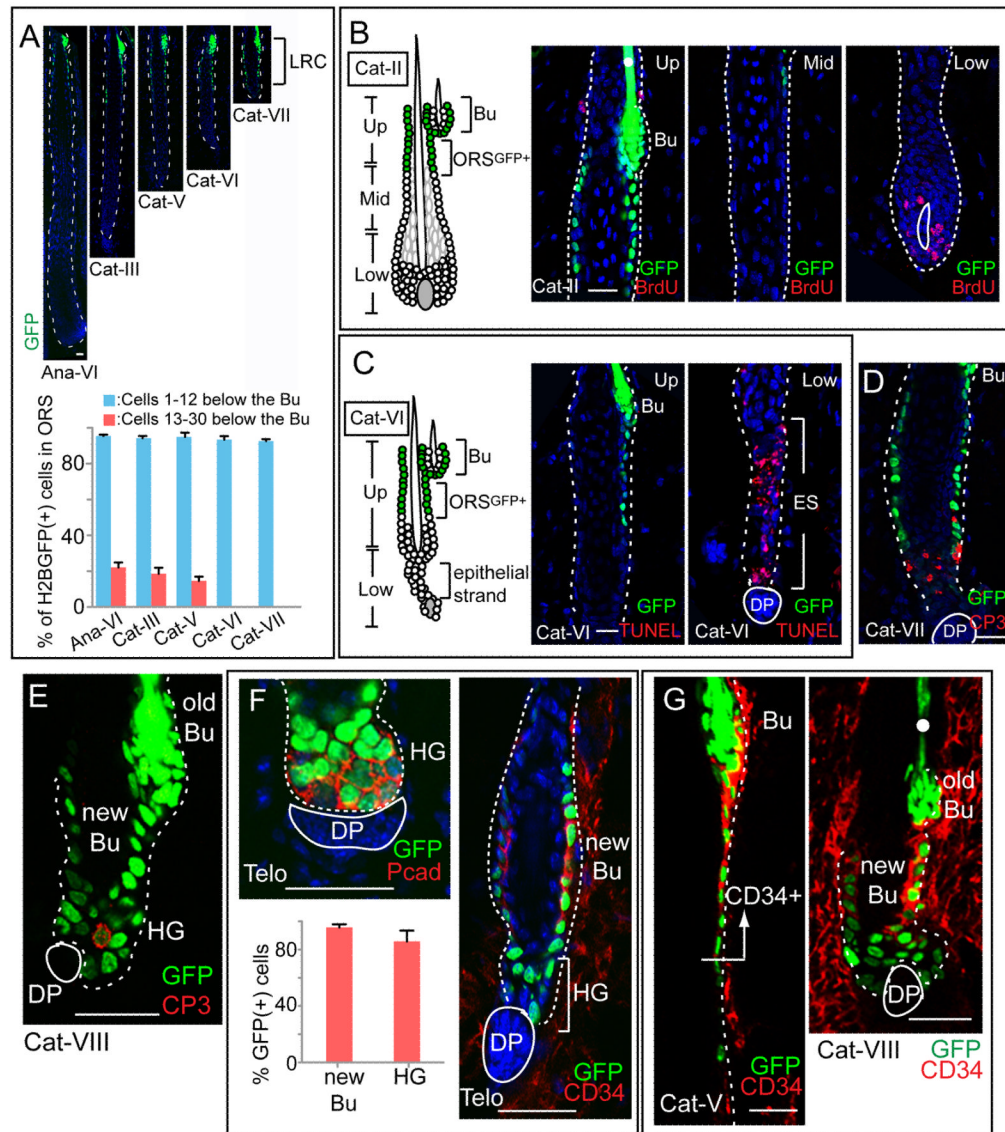 A
LRC
Cat-VII
Cat-VI
Cat-V
Cat-III
Ana-VI
GFP
:Cells 1-12 below the Bu
:Cells 13-30 below the Bu
% of H2BGFP(+) cells in ORS
80
40
0
Ana-VI
Cat-III
Cat-V
Cat-VI
Cat-VII
B
Cat-II
Up
Mid
Low
Bu
ORSGFP+
Up
Bu
Cat-II
GFP
BrdU
Mid
GFP
BrdU
Low
GFP
BrdU
C
Cat-VI
Up
Low
Bu
ORSGFP+
epithelial
strand
Up
Bu
GFP
Cat-VI
TUNEL
Low
ES
DP
GFP
Cat-VI
TUNEL
D
Bu
GFP
Cat-VII
DP
CP3
E
old
Bu
new
Bu
HG
DP
GFP
CP3
Cat-VIII
F
HG
DP
GFP
Telo
Pcad
% GFP(+) cells
80
40
0
new
Bu
HG
new
Bu
HG
DP
GFP
Telo
CD34
G
Bu
CD34+
GFP
Cat-V
CD34
old
Bu
new
Bu
DP
Cat-VIII
GFP
CD34